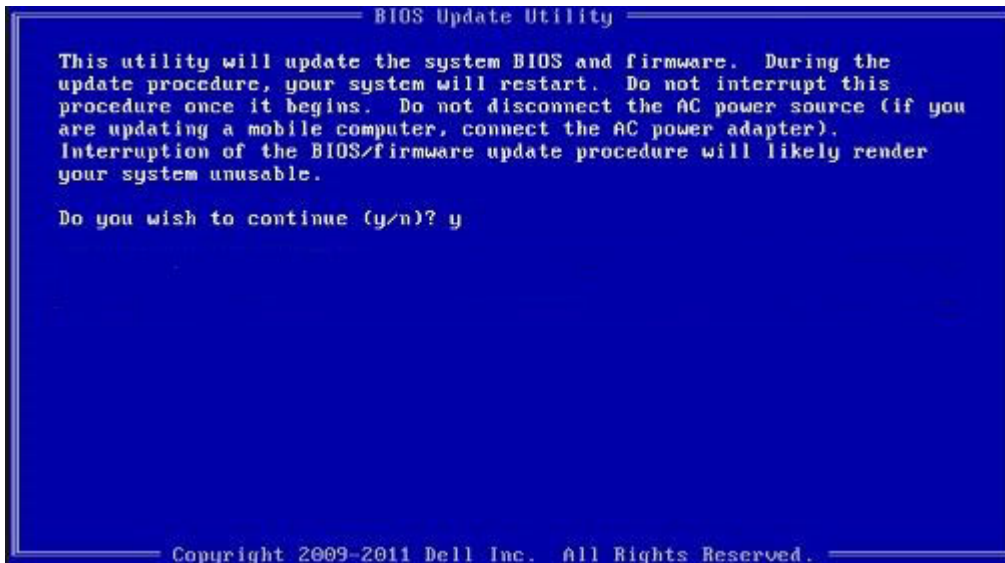 BIOS Update Utility
This utility will update the system BIOS and firmware.  During the
update procedure, your system will restart.  Do not interrupt this
procedure once it begins.  Do not disconnect the AC power source (if you
are updating a mobile computer, connect the AC power adapter).
Interruption of the BIOS/firmware update procedure will likely render
your system unusable.
Do you wish to continue (y/n)? y
Copyright 2009-2011 Dell Inc.  All Rights Reserved.